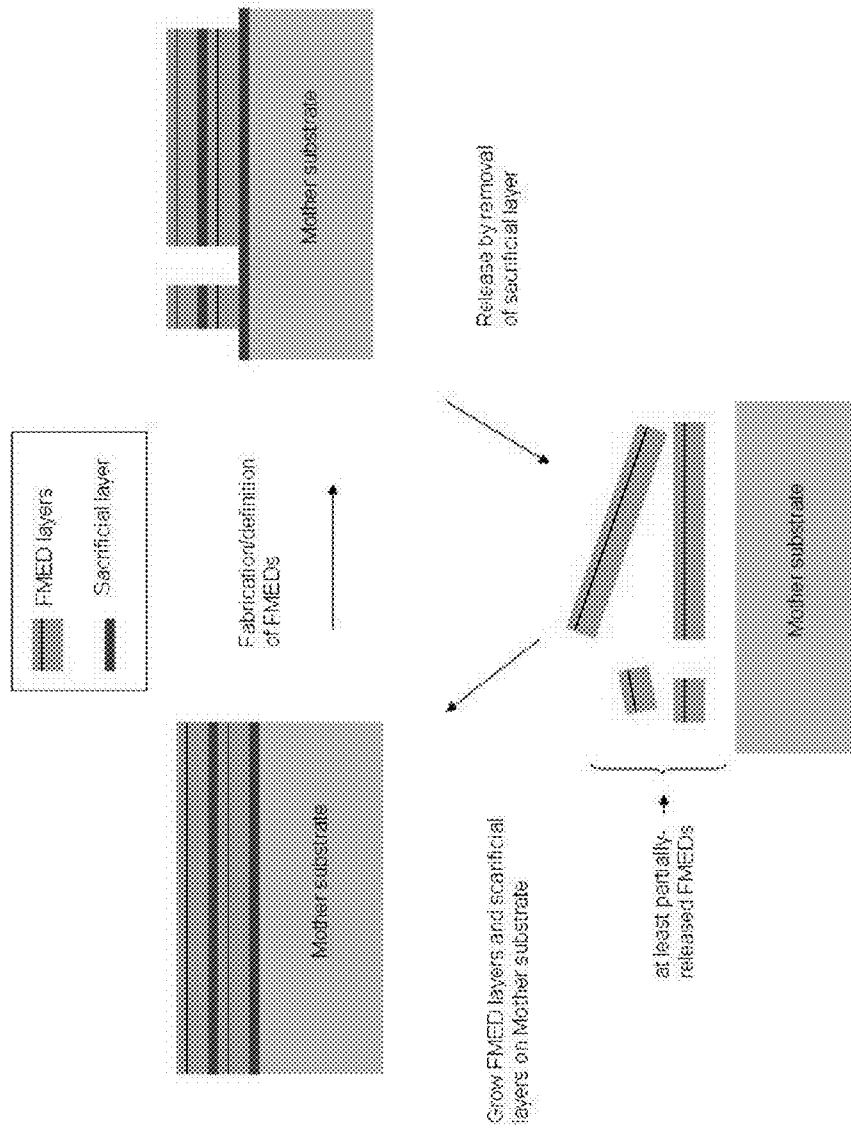 FMED layers
Sacrificial layer
Mother substrate
Fabrication/definition
of FMEDs
Mother substrate
Grow FMED layers and scarificial
layers on Mother substrate
Release by removal
of sacrificial layer
at least partially-
released FMEDs
Mother substrate